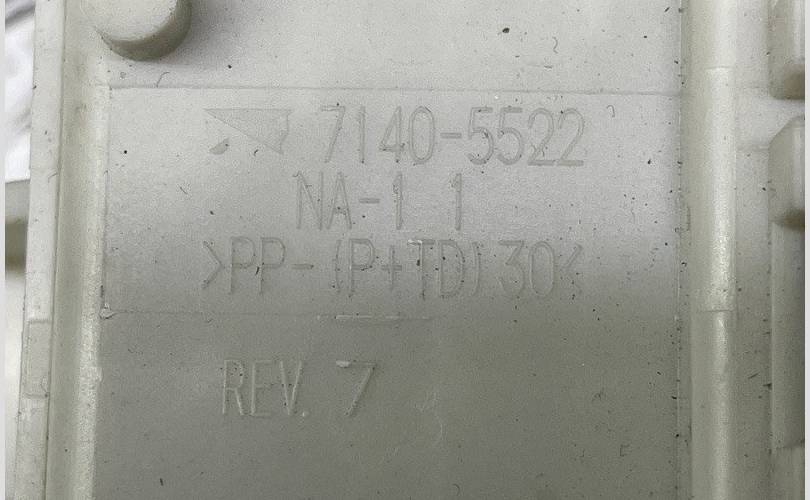 7140-5522
NA-1 1
>PP-(P+TD)30<
REV. 7